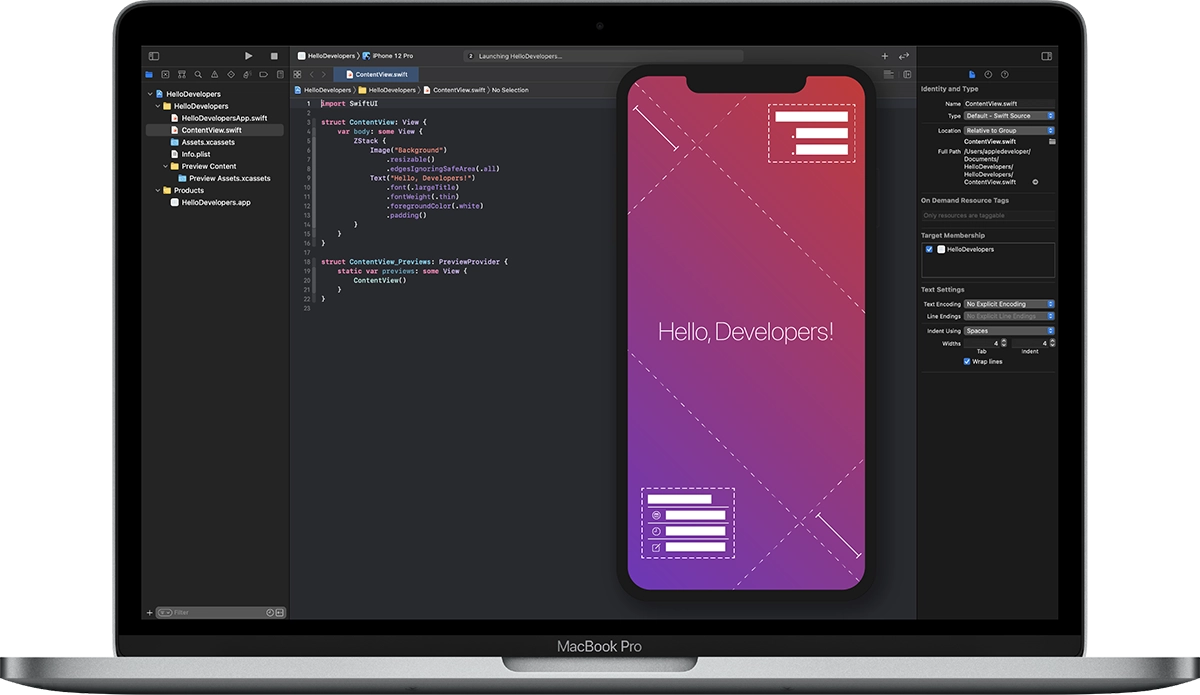 HelloDevelopers 〉 iPhone 12 Pro
2 Launching HelloDevelopers...
ContentView.swift
HelloDevelopers 〉 HelloDevelopers 〉 ContentView.swift 〉 No Selection
HelloDevelopers
HelloDevelopers
HelloDevelopersApp.swift
ContentView.swift
Assets.xcassets
Info.plist
Preview Content
Preview Assets.xcassets
Products
HelloDevelopers.app
Filter
1 import SwiftUI
2
3 struct ContentView: View {
4 var body: some View {
5 ZStack {
6 Image("Background")
7 .resizable()
8 .edgesIgnoringSafeArea(.all)
9 Text("Hello, Developers!")
10 .font(.largeTitle)
11 .fontWeight(.thin)
12 .foregroundColor(.white)
13 .padding()
14 }
15 }
16 }
17
18 struct ContentView_Previews: PreviewProvider {
19 static var previews: some View {
20 ContentView()
21 }
22 }
23
Hello, Developers!
Identity and Type
Name ContentView.swift
Type Default - Swift Source
Location Relative to Group
ContentView.swift
Full Path /Users/appledeveloper/
Documents/
HelloDevelopers/
HelloDevelopers/
ContentView.swift
On Demand Resource Tags
Only resources are taggable
Target Membership
HelloDevelopers
Text Settings
Text Encoding No Explicit Encoding
Line Endings No Explicit Line Endings
Indent Using Spaces
Widths 4 4
Tab Indent
Wrap lines
MacBook Pro